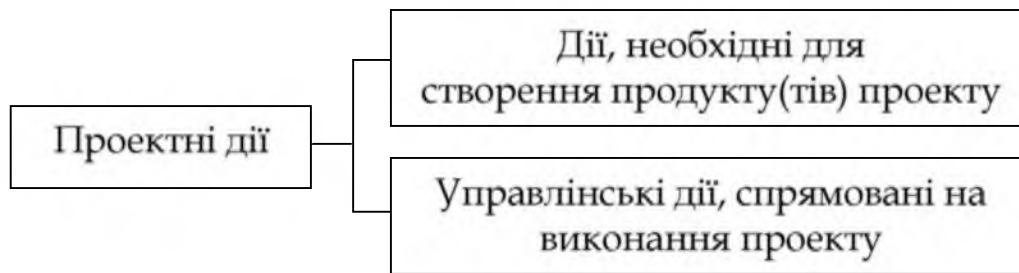 Проектні дії
Дії, необхідні для
створення продукту(тів) проекту
Управлінські дії, спрямовані на
виконання проекту